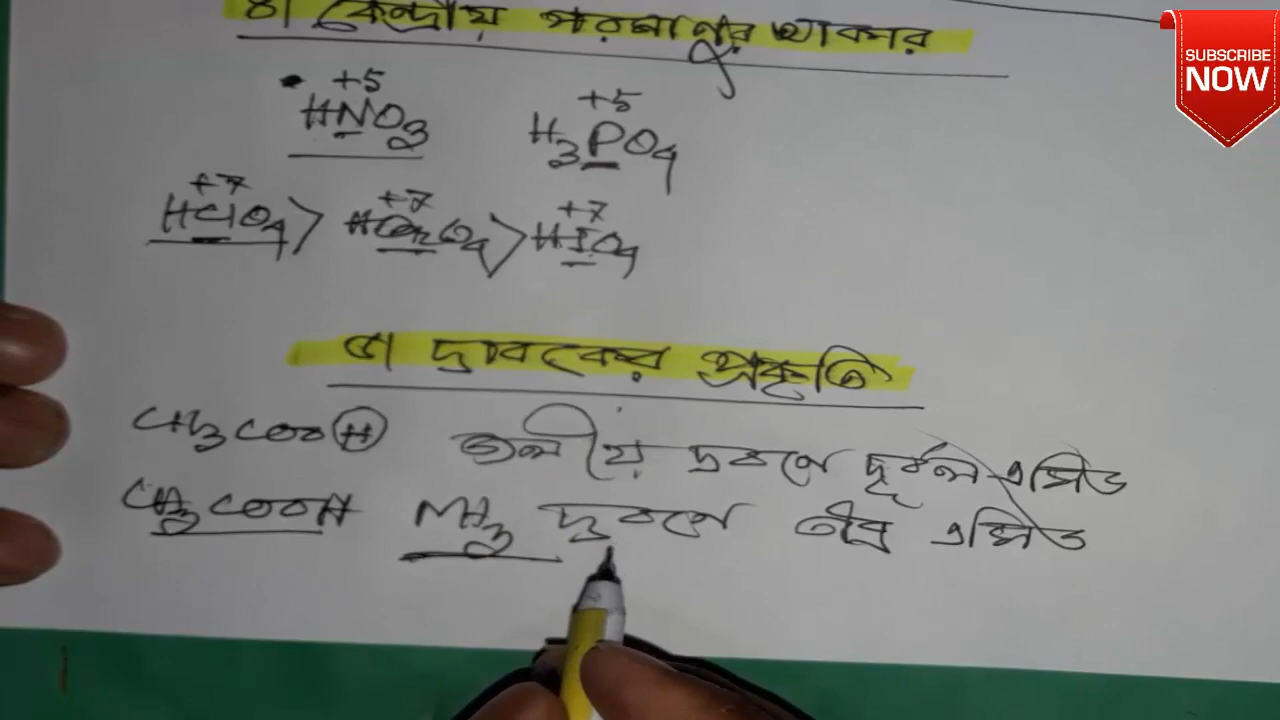 ৪। কেন্দ্রীয় পরমাণুর আকার
SUBSCRIBE
NOW
+5 +5
HNO3 H3PO4
+7 +7 +7
HClO4 > HBrO4 > HIO4
৫। দ্রাবকের প্রকৃতি
CH3COOH জলীয় দ্রবণে দূর্বল এসিড
CH3COOH NH3 দ্রবণে তীব্র এসিড